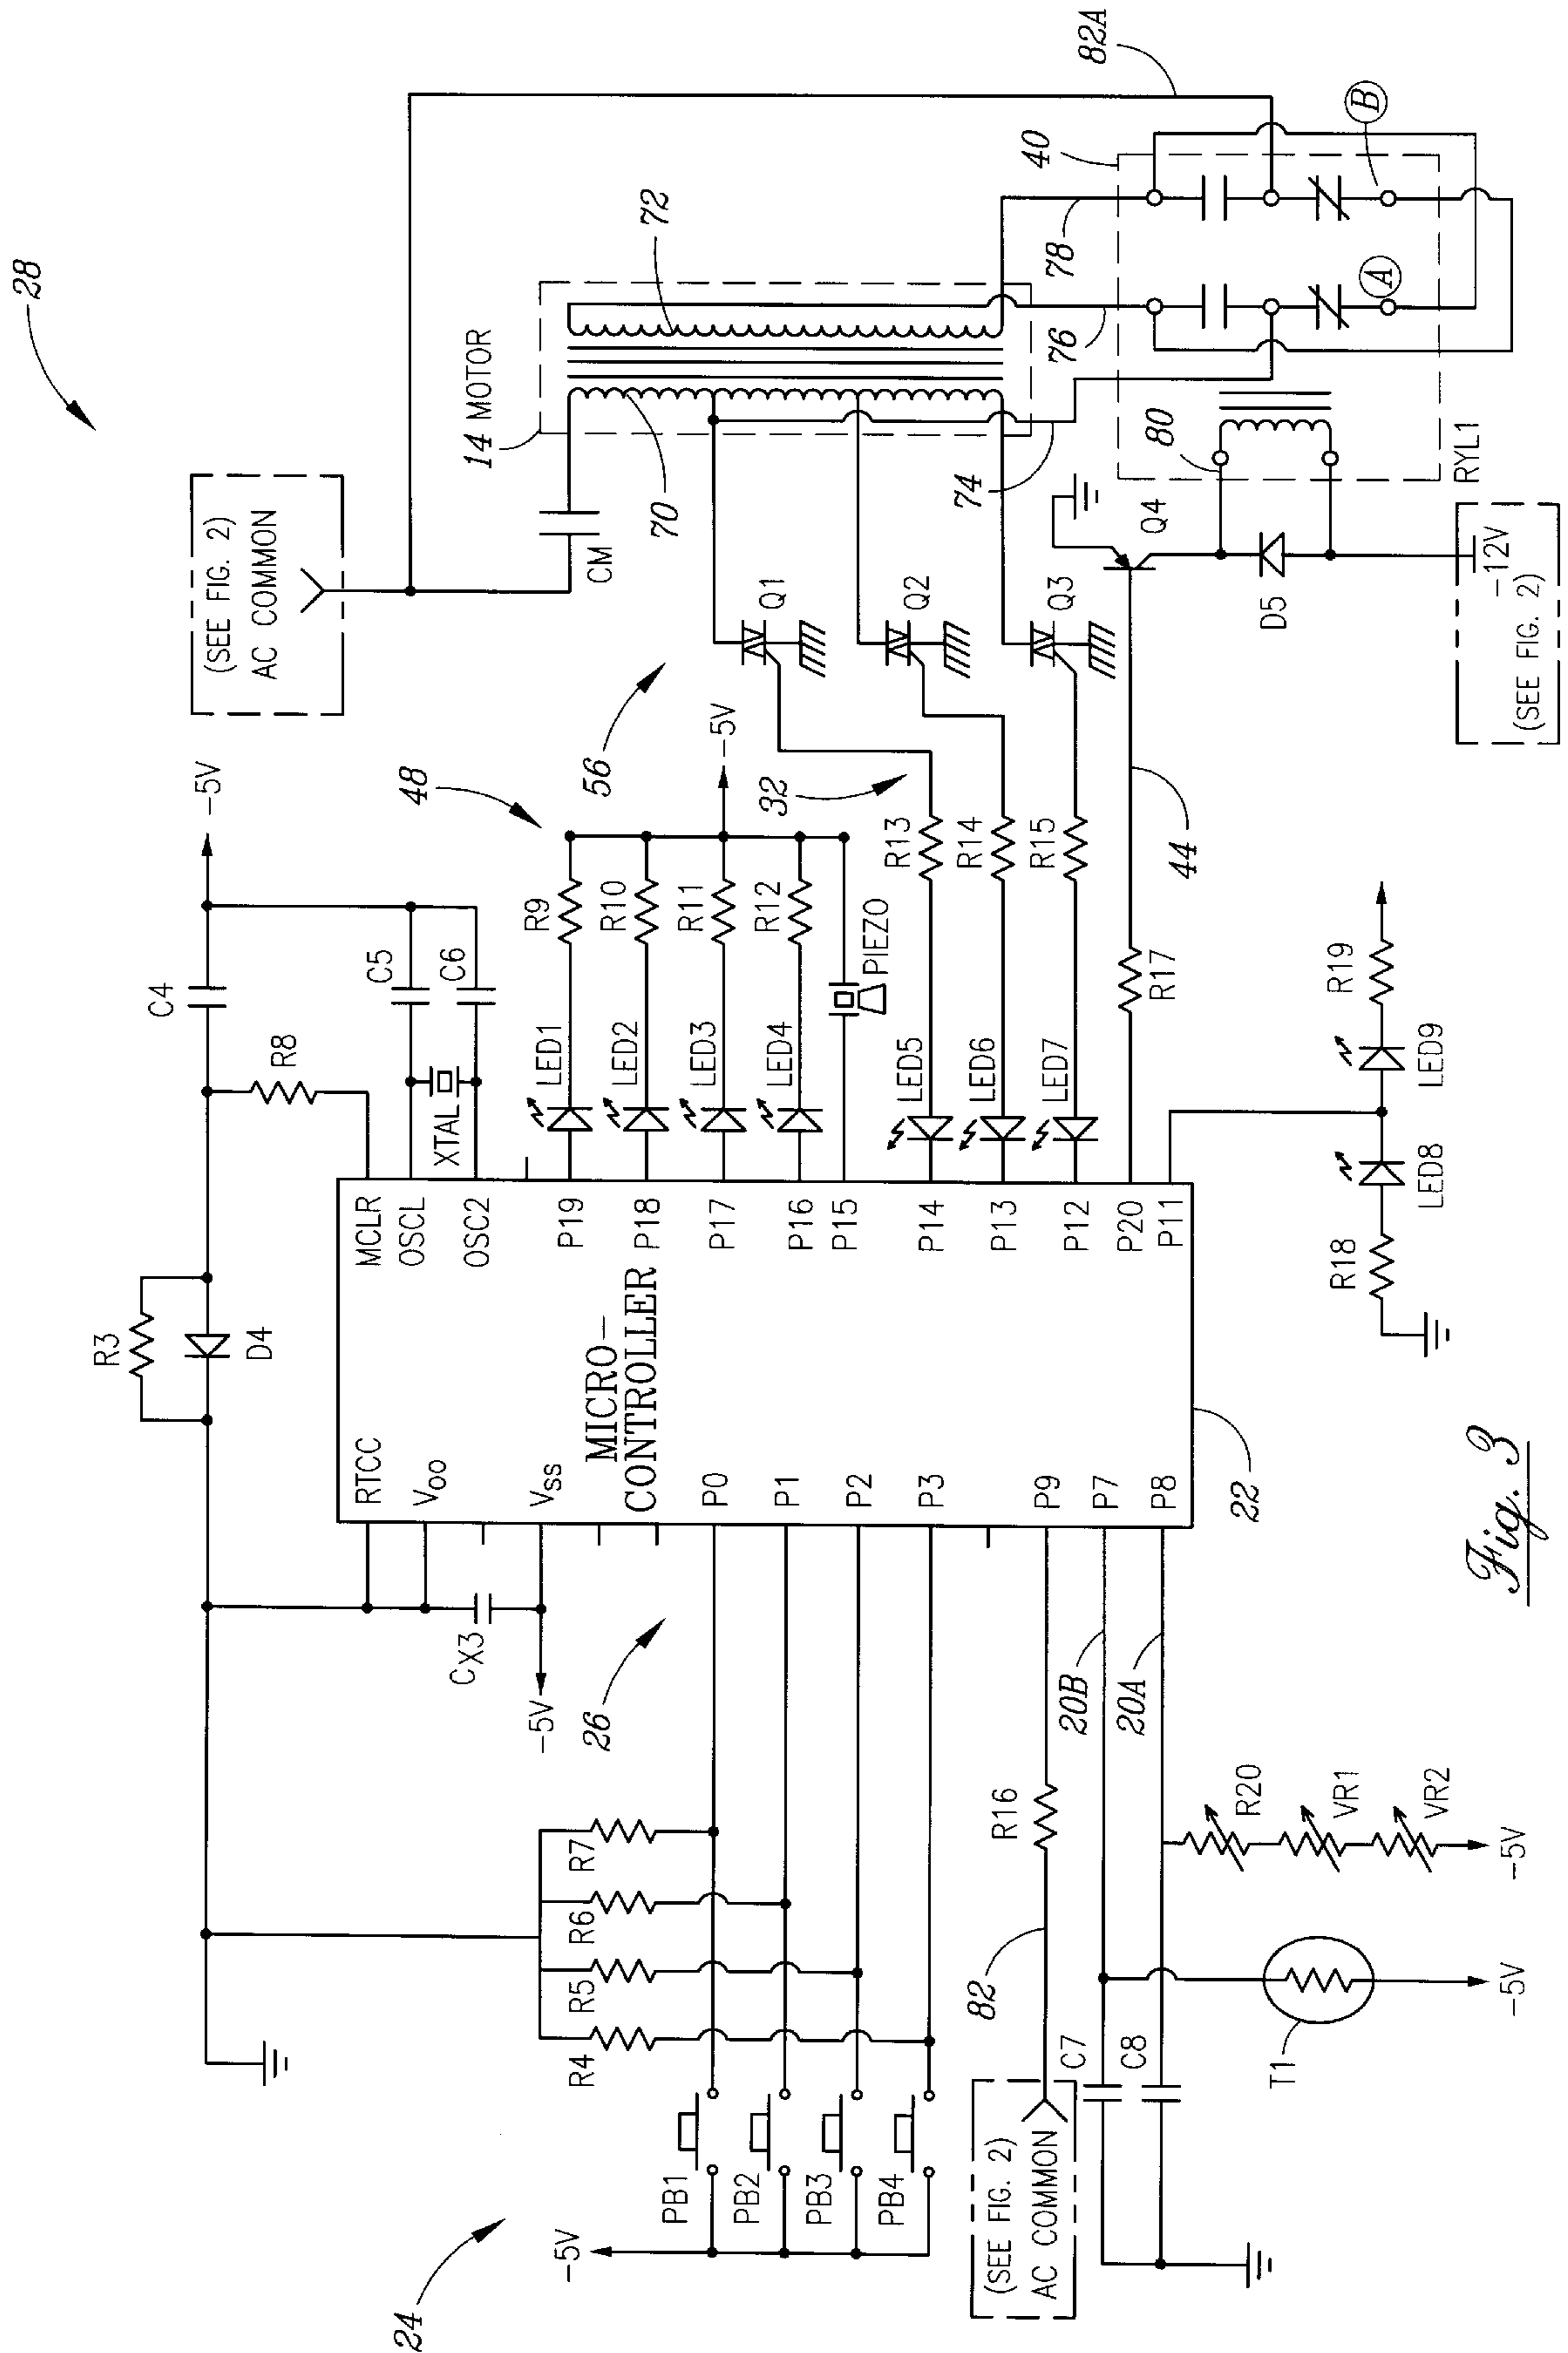 28
82A
(SEE FIG. 2)
AC COMMON
-5V
C4
R3
D4
R8
C5
C6
XTAL
14 MOTOR
72
70
CM
40
78
76
74
B
A
80
RYL1
Q4
D5
-12V
(SEE FIG. 2)
Q1
Q2
Q3
56
48
32
-5V
44
R9
R10
R11
R12
PIEZO
R13
R14
R15
R17
LED1
LED2
LED3
LED4
LED5
LED6
LED7
R19
LED9
LED8
R18
MICRO-
CONTROLLER
RTCC
Voo
Vss
P0
P1
P2
P3
P9
P7
P8
MCLR
OSCL
OSC2
P19
P18
P17
P16
P15
P14
P13
P12
P20
P11
22
CX3
-5V
26
R7
R6
R5
R4
PB1
PB2
PB3
PB4
-5V
24
R16
82
20B
20A
(SEE FIG. 2)
AC COMMON
C7
C8
T1
-5V
R20
VR1
VR2
-5V
Fig. 3